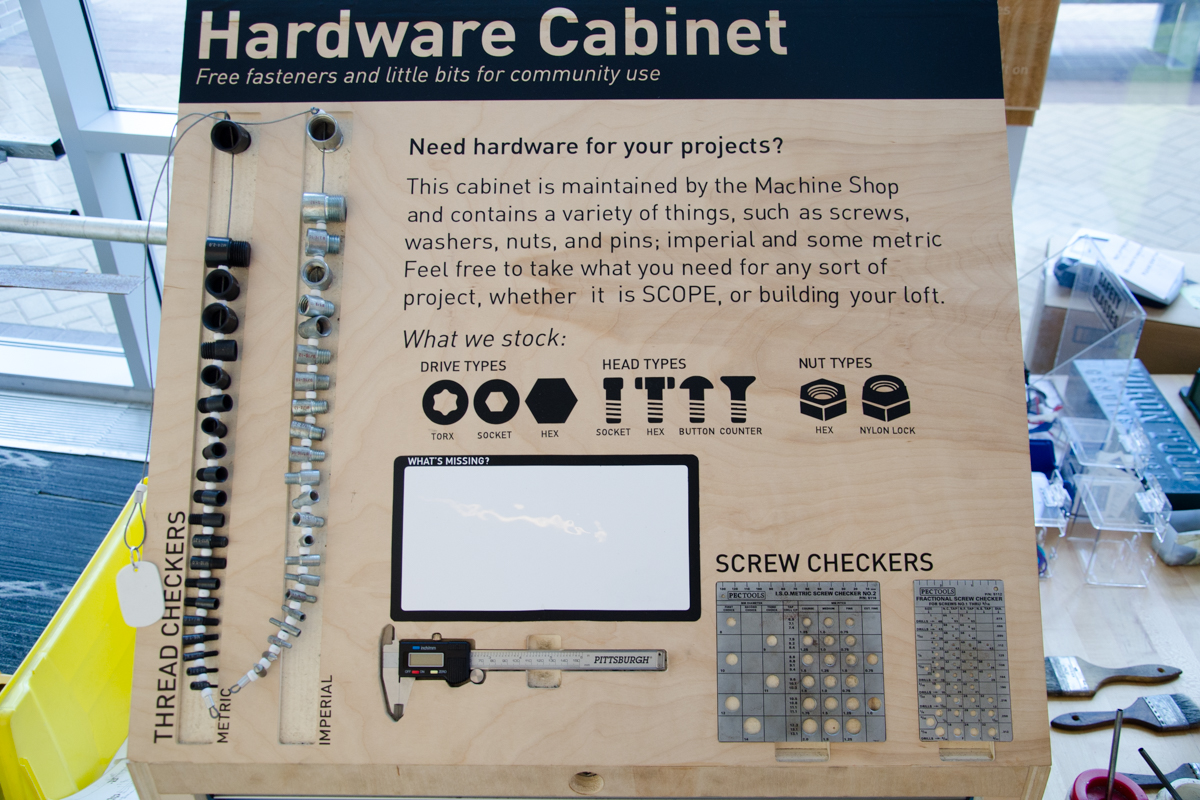 Hardware Cabinet
Free fasteners and little bits for community use
Need hardware for your projects?
This cabinet is maintained by the Machine Shop
and contains a variety of things, such as screws,
washers, nuts, and pins; imperial and some metric
Feel free to take what you need for any sort of
project, whether it is SCOPE, or building your loft.
What we stock:
DRIVE TYPES
HEAD TYPES
NUT TYPES
TORX SOCKET HEX
SOCKET HEX BUTTON COUNTER
HEX NYLON LOCK
WHAT'S MISSING?
SCREW CHECKERS
PECTOOLS I.S.O. METRIC SCREW CHECKER NO.2
PECTOOLS
FRACTIONAL SCREW CHECKER
PITTSBURGH
THREAD CHECKERS
METRIC
IMPERIAL